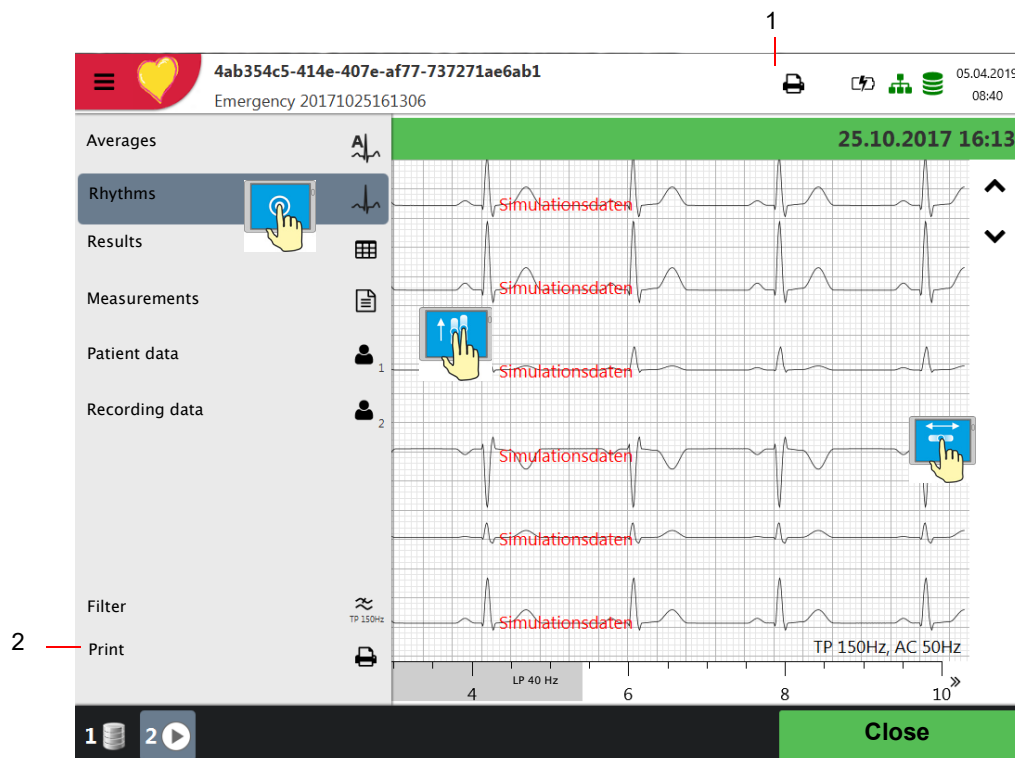 1
4ab354c5-414e-407e-af77-737271ae6ab1
Emergency 20171025161306
05.04.2019
08:40
25.10.2017 16:13
Averages
A
Rhythms
Results
Measurements
Patient data
1
Recording data
2
Simulationsdaten
Simulationsdaten
Simulationsdaten
Simulationsdaten
Simulationsdaten
Simulationsdaten
Filter
TP 150Hz
2
Print
TP 150Hz, AC 50Hz
LP 40 Hz
4 6 8 10 »
1 2
Close